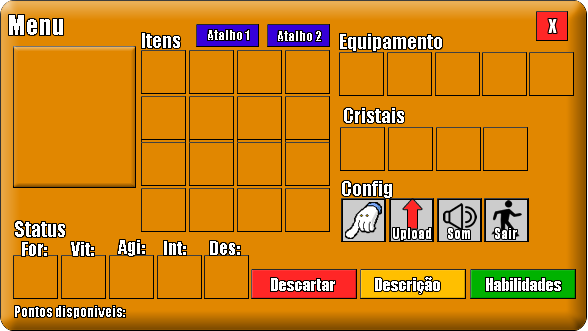 Menu
X
Itens
Atalho 1
Atalho 2
Equipamento
Cristais
Config
Upload
Som
Sair
Status
For:
Vit:
Agi:
Int:
Des:
Descartar
Descrição
Habilidades
Pontos disponiveis: